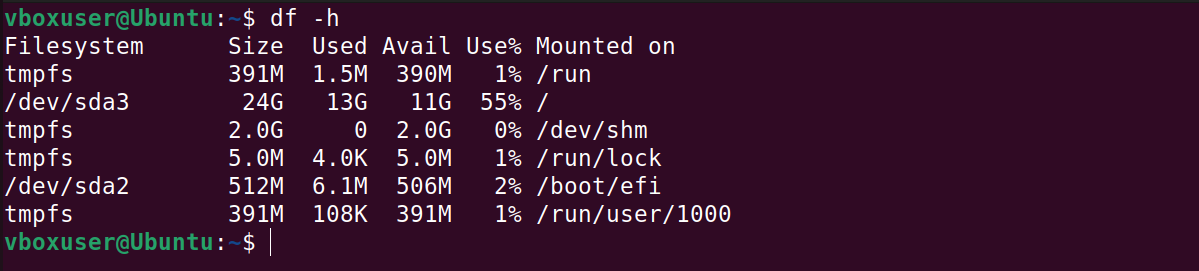 vboxuser@Ubuntu:~$ df -h
Filesystem      Size  Used Avail Use% Mounted on
tmpfs           391M  1.5M  390M   1% /run
/dev/sda3        24G   13G   11G  55% /
tmpfs           2.0G     0  2.0G   0% /dev/shm
tmpfs           5.0M  4.0K  5.0M   1% /run/lock
/dev/sda2       512M  6.1M  506M   2% /boot/efi
tmpfs           391M  108K  391M   1% /run/user/1000
vboxuser@Ubuntu:~$